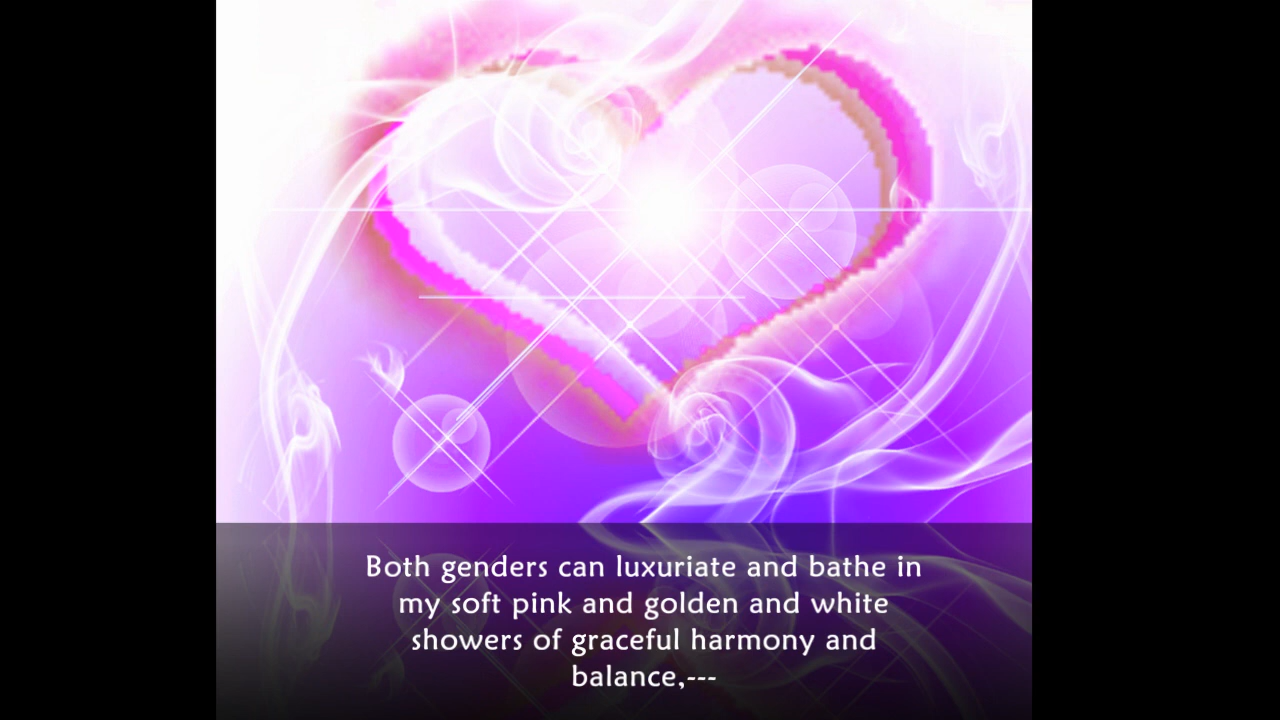 Both genders can luxuriate and bathe in
my soft pink and golden and white
showers of graceful harmony and
balance,---